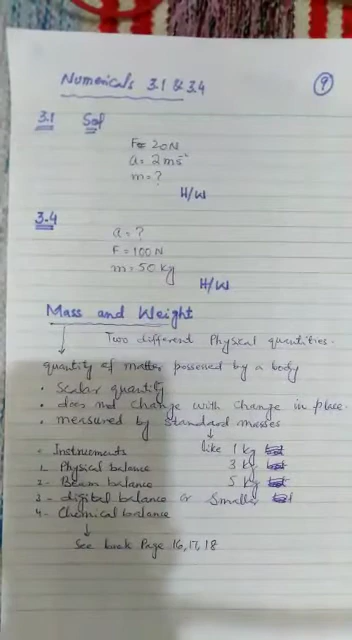 Numericals 3.1 & 3.4
9
3.1 Sol
F= 20N
a= 2ms⁻²
m= ?
H/W
3.4
a= ?
F= 100N
m= 50 kg
H/W
Mass and Weight
Two different Physical quantities.
quantity of matter possessed by a body
. Scalar quantity
. does not change with change in place.
. measured by standard masses
. Instruments like 1 kg
1. Physical balance 3 kg
2- Beam balance 5 kg
3- digital balance or Smaller
4- Chemical balance
See book Page 16, 17, 18